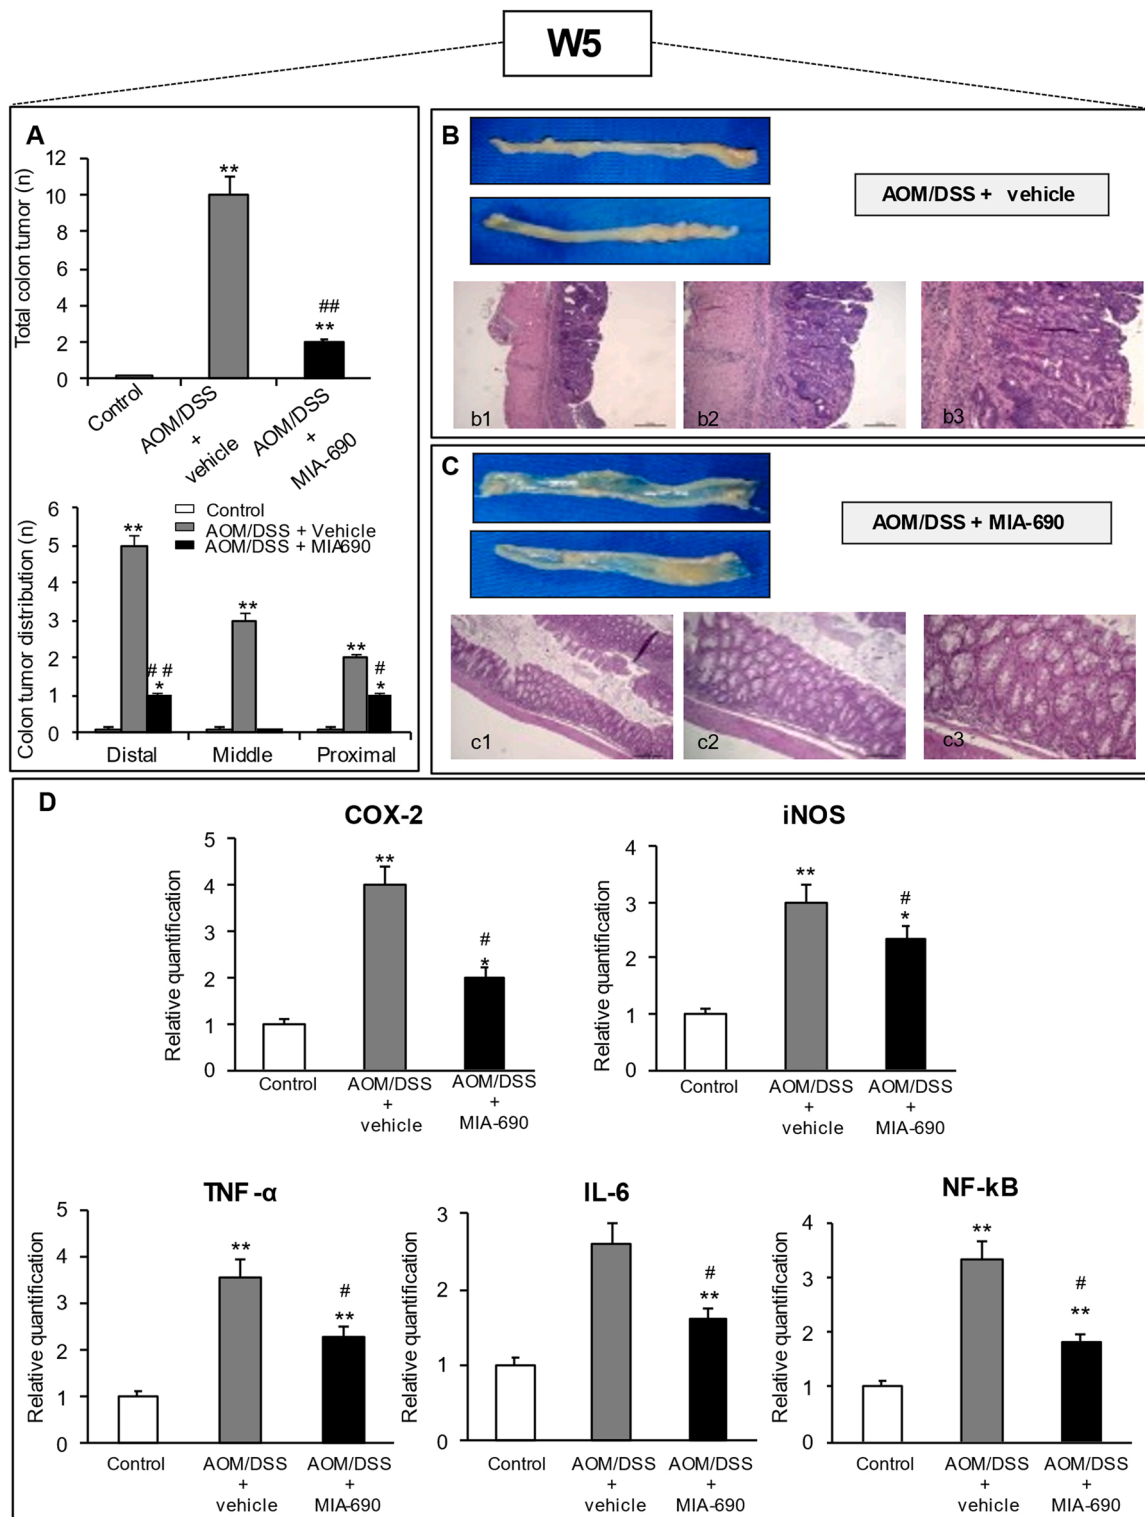 W5
A
Total colon tumor (n)
12
10
8
6
4
2
0
**
##
**
Control
AOM/DSS
+
vehicle
AOM/DSS
+
MIA-690
Colon tumor distribution (n)
6
5
4
3
2
1
0
Control
AOM/DSS + Vehicle
AOM/DSS + MIA690
**
# #
*
**
**
#
*
Distal Middle Proximal
B
AOM/DSS + vehicle
b1
b2
b3
C
AOM/DSS + MIA-690
c1
c2
c3
D
COX-2
Relative quantification
5
4
3
2
1
0
**
#
*
Control
AOM/DSS
+
vehicle
AOM/DSS
+
MIA-690
iNOS
Relative quantification
4
3
2
1
0
**
#
*
Control
AOM/DSS
+
vehicle
AOM/DSS
+
MIA-690
TNF-α
Relative quantification
5
4
3
2
1
0
**
#
**
Control
AOM/DSS
+
vehicle
AOM/DSS
+
MIA-690
IL-6
Relative quantification
3
2
1
0
#
**
Control
AOM/DSS
+
vehicle
AOM/DSS
+
MIA-690
NF-kB
Relative quantification
4
3
2
1
0
**
#
**
Control
AOM/DSS
+
vehicle
AOM/DSS
+
MIA-690